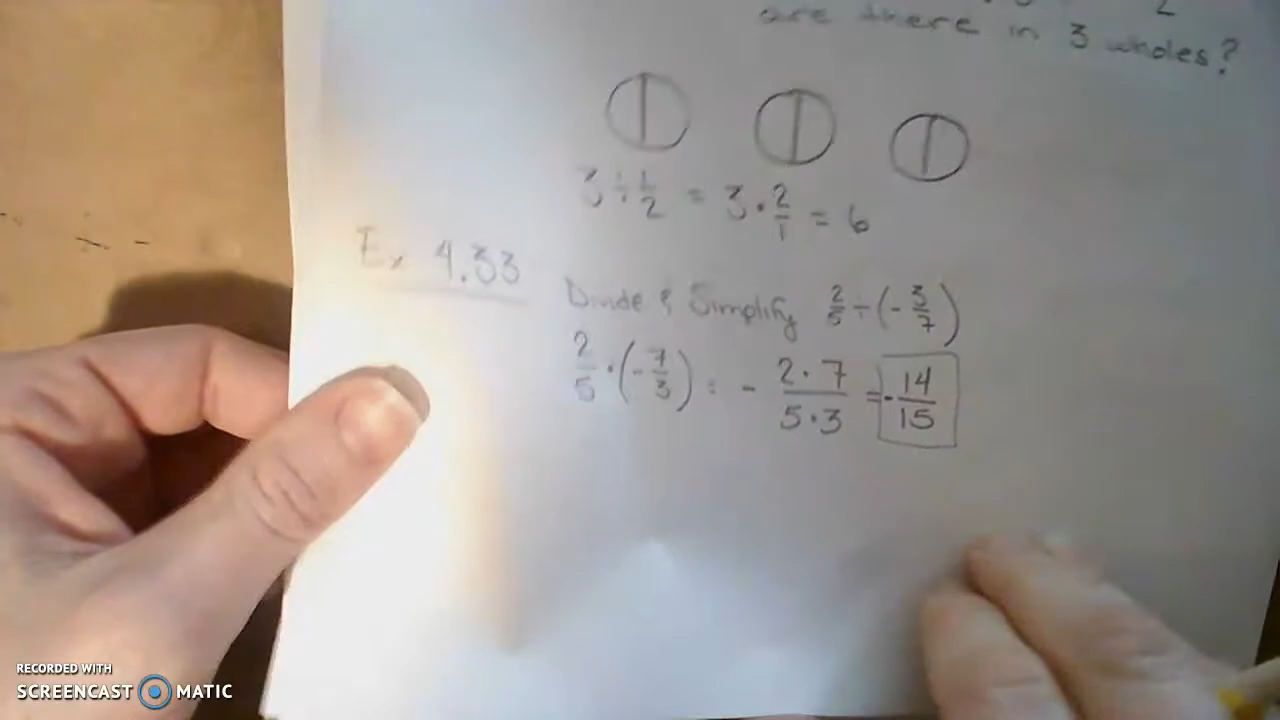 2
are there in 3 wholes?
3 ÷ 1/2 = 3 · 2/1 = 6
Ex 4.33
Divide & Simplify 2/5 ÷ (- 3/7)
2/5 · (- 7/3) = - 2·7/5·3 = - 14/15
RECORDED WITH
SCREENCAST MATIC